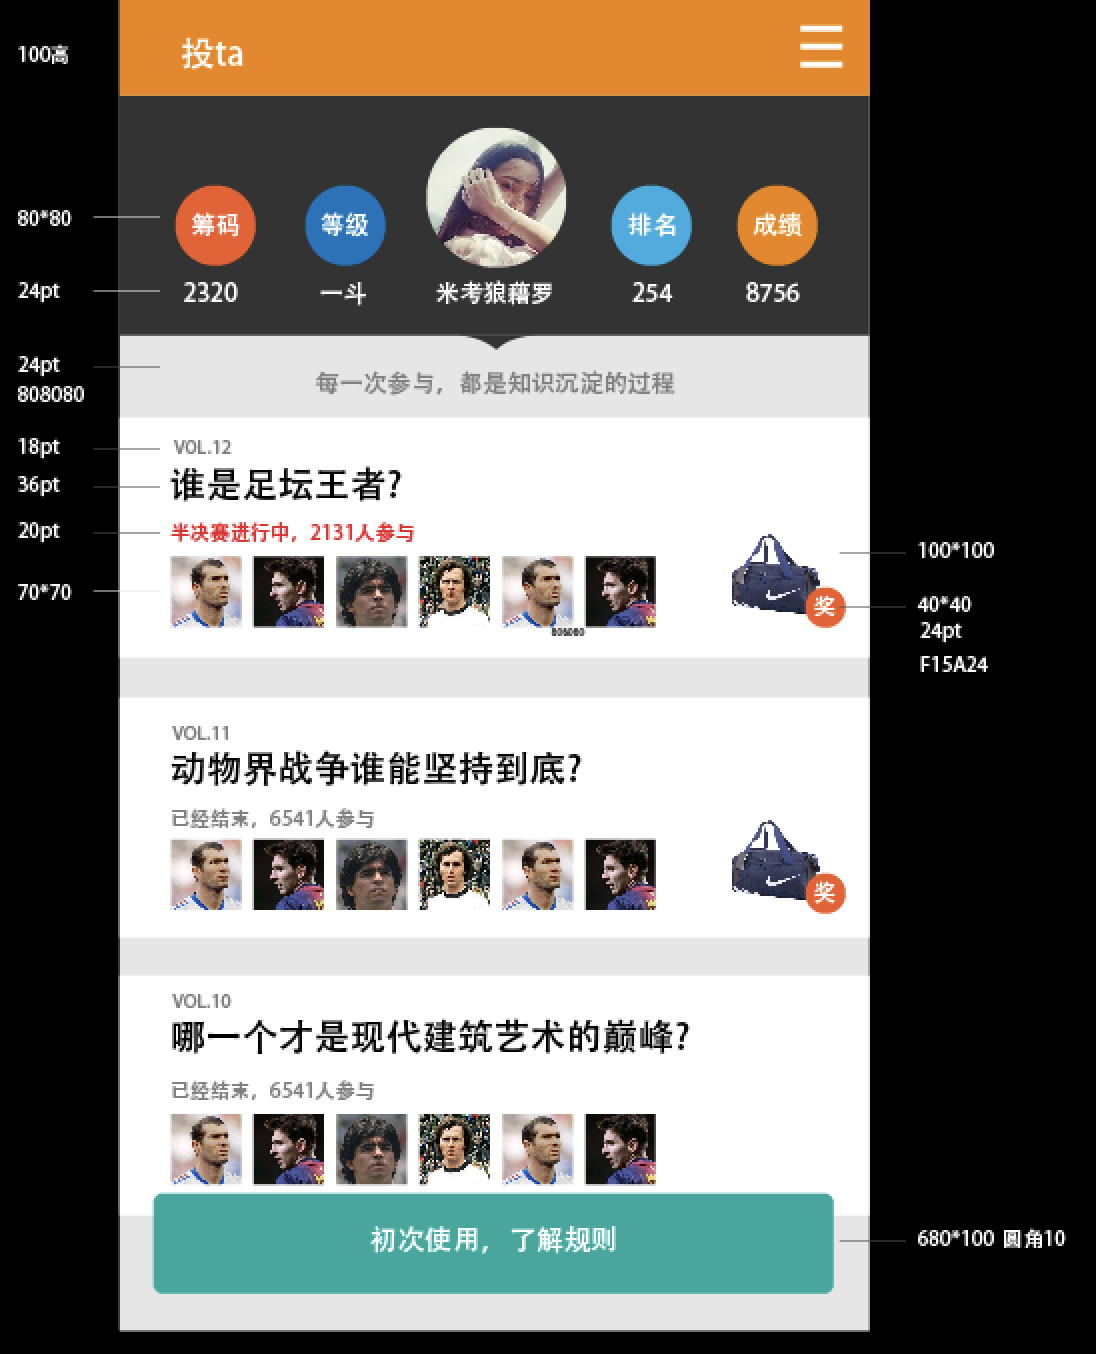 100高
投ta
80*80
筹码
等级
排名
成绩
24pt
2320
一斗
米考狼藉罗
254
8756
24pt
808080
每一次参与，都是知识沉淀的过程
18pt
VOL.12
36pt
谁是足坛王者?
20pt
半决赛进行中，2131人参与
70*70
100*100
奖
40*40
24pt
F15A24
808080
VOL.11
动物界战争谁能坚持到底?
已经结束，6541人参与
奖
VOL.10
哪一个才是现代建筑艺术的巅峰?
已经结束，6541人参与
初次使用，了解规则
680*100 圆角10